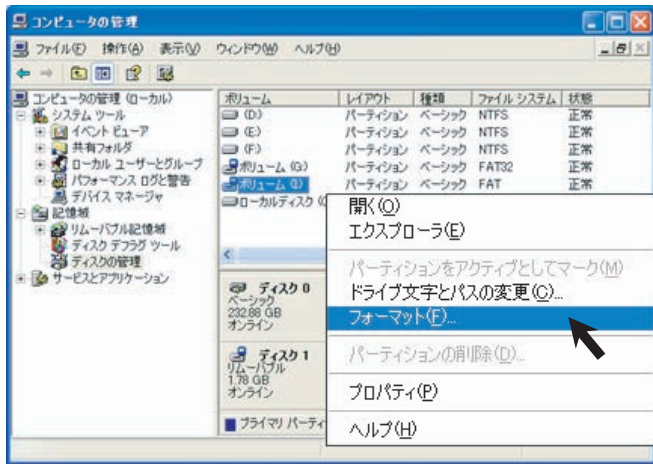 コンピュータの管理
ファイル(F) 操作(A) 表示(V) ウィンドウ(W) ヘルプ(H)
コンピュータの管理 (ローカル)
システム ツール
イベント ビューア
共有フォルダ
ローカル ユーザーとグループ
パフォーマンス ログと警告
デバイス マネージャ
記憶域
リムーバブル記憶域
ディスク デフラグ ツール
ディスクの管理
サービスとアプリケーション
ボリューム レイアウト 種類 ファイル システム 状態
(D:) パーティション ベーシック NTFS 正常
(E:) パーティション ベーシック NTFS 正常
(F:) パーティション ベーシック NTFS 正常
ボリューム (G:) パーティション ベーシック FAT32 正常
ボリューム (I:) パーティション ベーシック FAT 正常
ローカルディスク
ディスク 0
ベーシック
232.88 GB
オンライン
ディスク 1
リムーバブル
1.78 GB
オンライン
プライマリ パーティ
開く(O)
エクスプローラ(E)
パーティションをアクティブとしてマーク(M)
ドライブ文字とパスの変更(C)...
フォーマット(F)...
パーティションの削除(D)...
プロパティ(P)
ヘルプ(H)